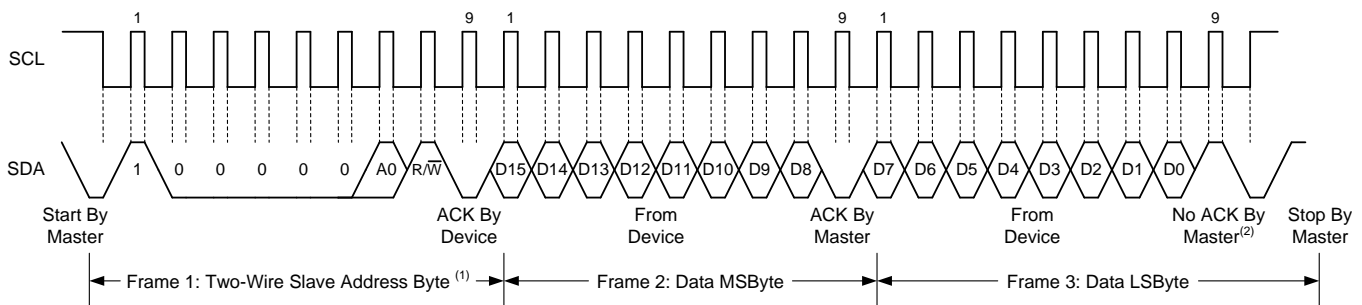 1 9 1 9 1 9
SCL
SDA
1 0 0 0 0 0 A0 R/W̅ D15 D14 D13 D12 D11 D10 D9 D8 D7 D6 D5 D4 D3 D2 D1 D0
Start By
Master
ACK By
Device
From
Device
ACK By
Master
From
Device
No ACK By
Master(2)
Stop By
Master
Frame 1: Two-Wire Slave Address Byte (1)
Frame 2: Data MSByte
Frame 3: Data LSByte